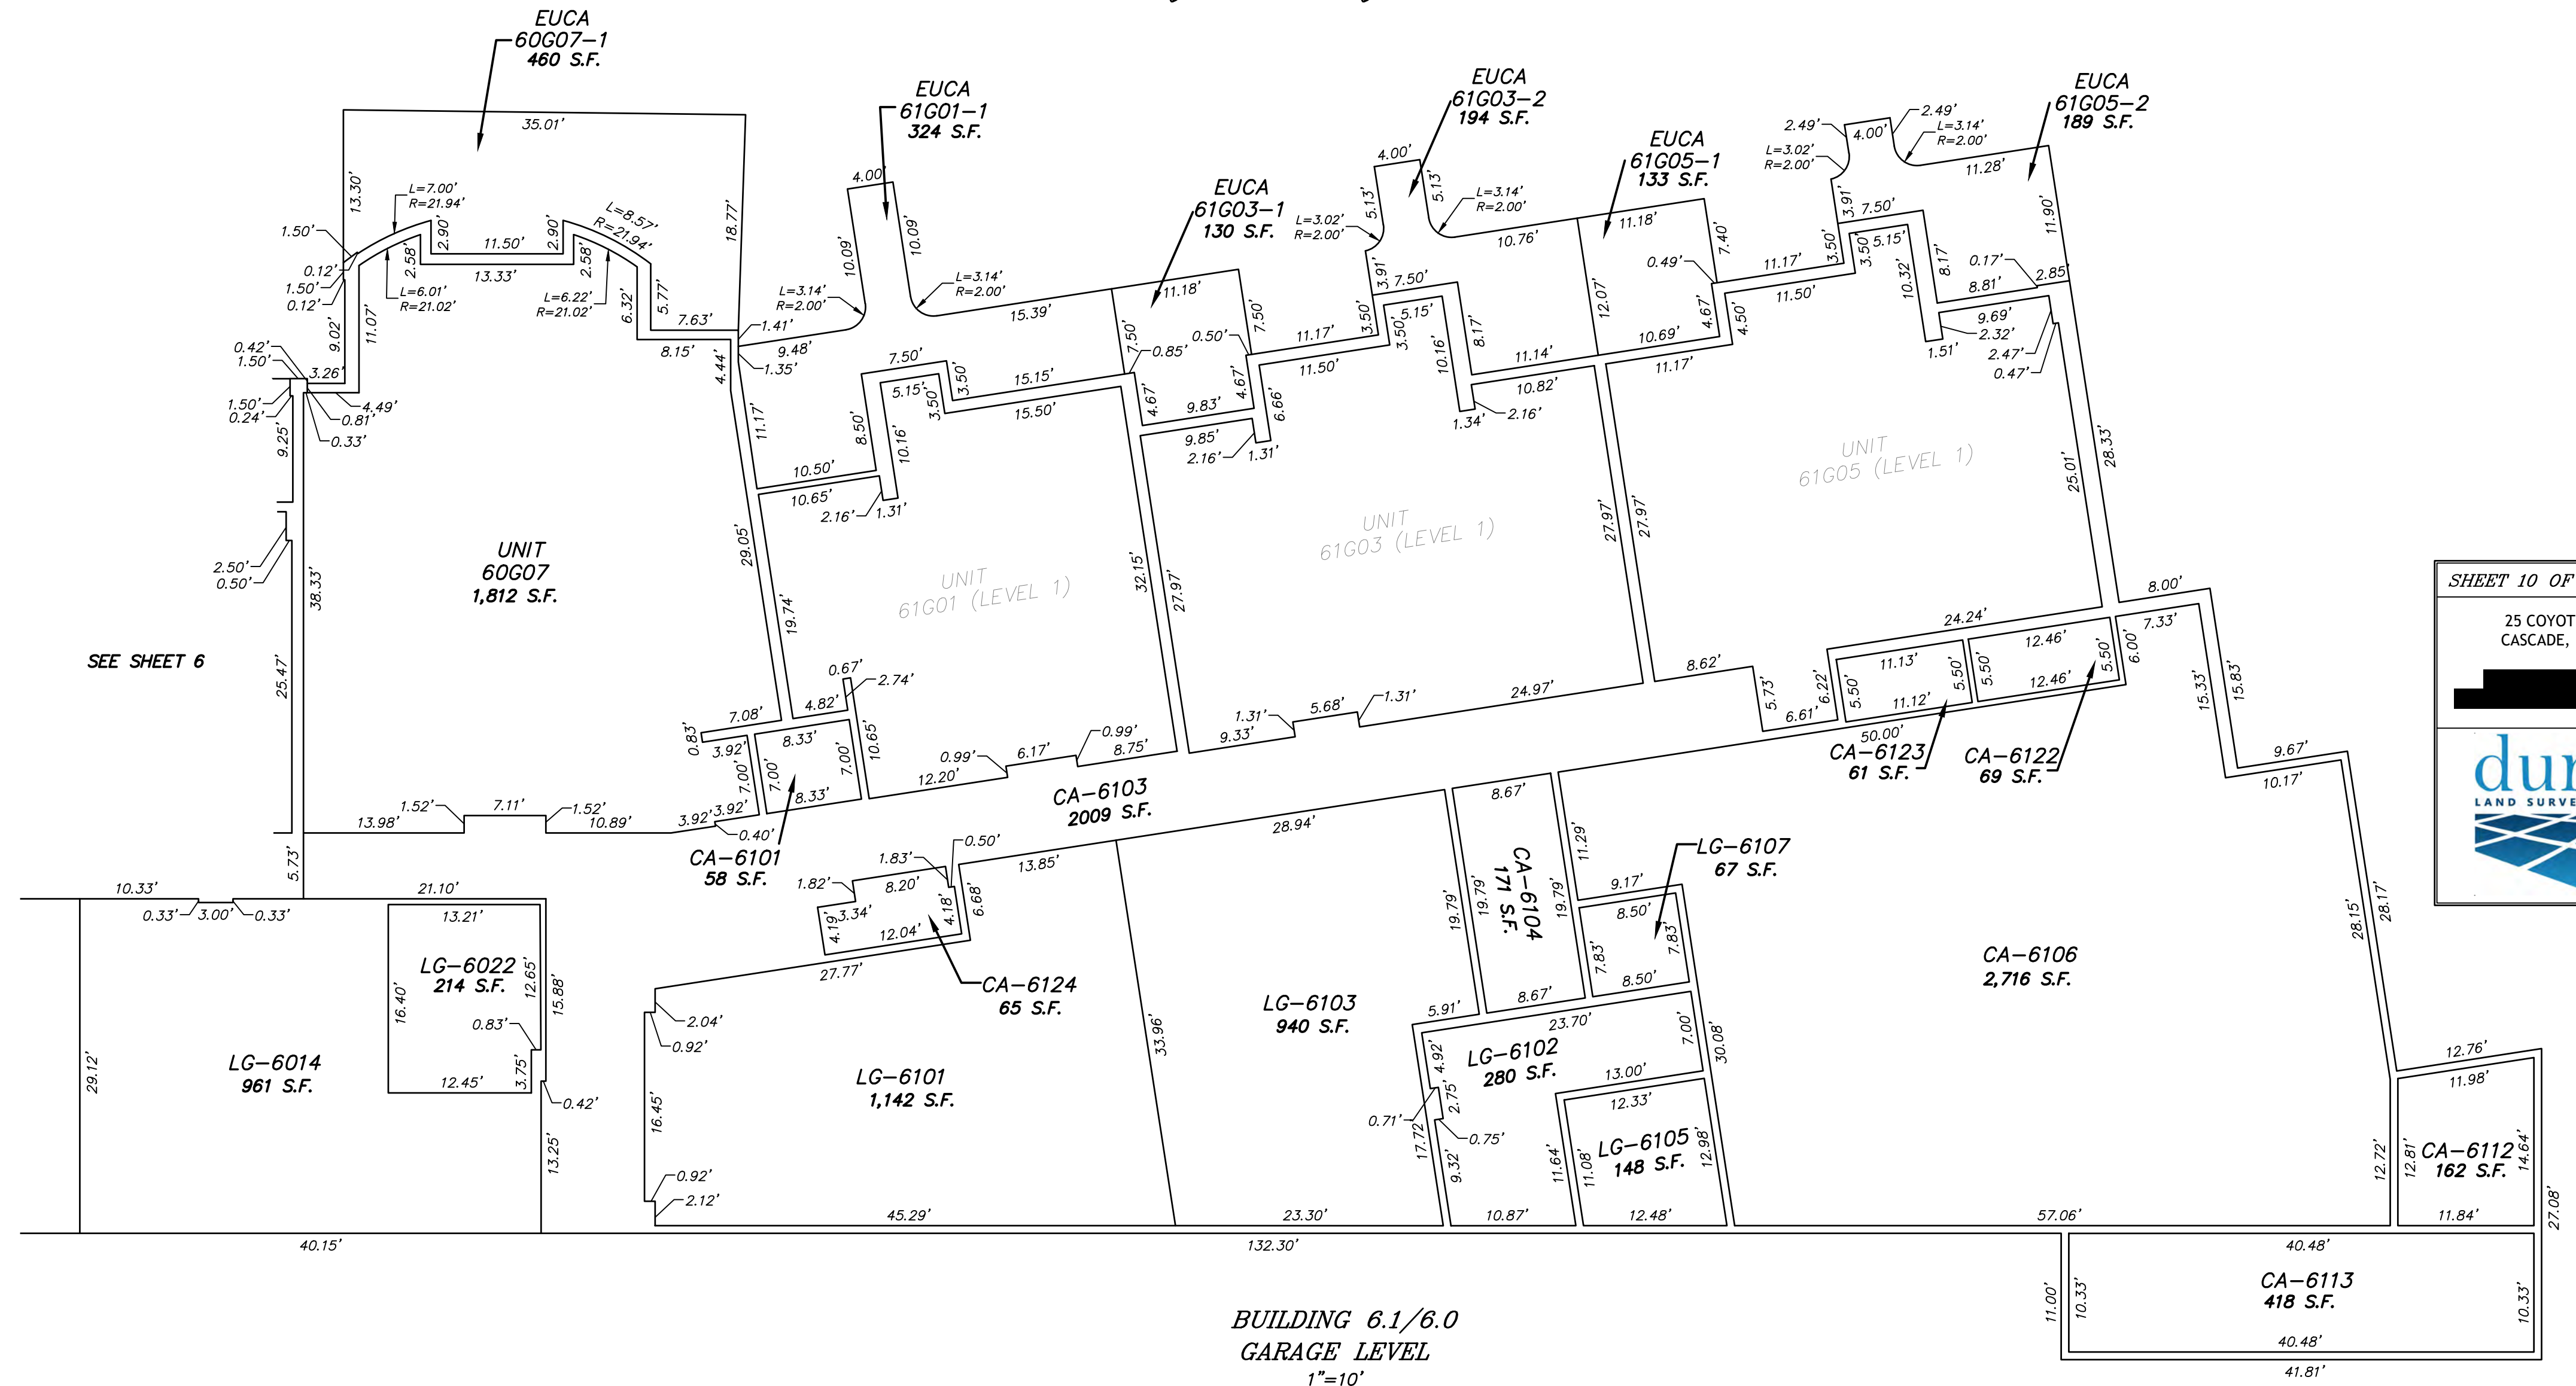 EUCA
60G07-1
460 S.F.
35.01'
13.30'
L=7.00'
R=21.94'
1.50'
0.12'
1.50'
0.12'
2.90'
2.58'
11.50'
13.33'
2.90'
2.58'
L=8.57'
R=21.94'
L=6.01'
R=21.02'
L=6.22'
R=21.02'
6.32'
5.77'
18.77'
7.63'
8.15'
4.44'
1.41'
1.35'
9.02'
11.07'
0.42'
1.50'
3.26'
1.50'
0.24'
4.49'
0.81'
0.33'
9.25'
2.50'
0.50'
38.33'
25.47'
SEE SHEET 6
UNIT
60G07
1,812 S.F.
11.17'
29.05'
19.74'
EUCA
61G01-1
324 S.F.
4.00'
10.09'
10.09'
L=3.14'
R=2.00'
L=3.14'
R=2.00'
9.48'
15.39'
7.50'
5.15'
3.50'
3.50'
15.15'
15.50'
8.50'
10.16'
10.50'
10.65'
2.16'
1.31'
UNIT
61G01 (LEVEL 1)
32.15'
27.97'
EUCA
61G03-1
130 S.F.
11.18'
7.50'
7.50'
0.85'
0.50'
4.67'
9.83'
9.85'
4.67'
6.66'
2.16'
1.31'
EUCA
61G03-2
194 S.F.
4.00'
5.13'
5.13'
L=3.02'
R=2.00'
L=3.14'
R=2.00'
3.91'
7.50'
10.76'
3.50'
3.50'
5.15'
11.17'
11.50'
10.16'
8.17'
11.14'
10.82'
2.16'
1.34'
UNIT
61G03 (LEVEL 1)
27.97'
27.97'
EUCA
61G05-1
133 S.F.
11.18'
7.40'
12.07'
0.49'
10.69'
11.17'
4.67'
4.50'
EUCA
61G05-2
189 S.F.
2.49'
4.00'
2.49'
L=3.02'
R=2.00'
L=3.14'
R=2.00'
11.28'
3.91'
7.50'
11.90'
11.17'
11.50'
3.50'
3.50'
5.15'
10.32'
8.17'
0.17'
2.85'
8.81'
9.69'
2.32'
1.51'
2.47'
0.47'
UNIT
61G05 (LEVEL 1)
25.01'
28.33'
SHEET 10 OF
25 COYOT
CASCADE,
dur
LAND SURVE
0.67'
2.74'
4.82'
7.08'
0.83'
3.92'
8.33'
7.00'
7.00'
7.00'
8.33'
10.65'
3.92'
3.92'
0.40'
CA-6101
58 S.F.
13.98'
1.52'
7.11'
1.52'
10.89'
12.20'
0.99'
6.17'
0.99'
8.75'
9.33'
1.31'
5.68'
1.31'
24.97'
8.62'
5.73'
6.61'
6.22'
24.24'
8.00'
7.33'
6.00'
11.13'
12.46'
5.50'
5.50'
5.50'
5.50'
11.12'
12.46'
50.00'
CA-6123
61 S.F.
CA-6122
69 S.F.
15.33'
15.83'
9.67'
10.17'
CA-6103
2009 S.F.
28.94'
13.85'
5.73'
10.33'
21.10'
0.33'
3.00'
0.33'
13.21'
LG-6022
214 S.F.
16.40'
12.65'
15.88'
0.83'
3.75'
12.45'
0.42'
LG-6014
961 S.F.
29.12'
13.25'
40.15'
1.83'
0.50'
1.82'
8.20'
3.34'
4.19'
4.18'
6.68'
12.04'
27.77'
CA-6124
65 S.F.
2.04'
0.92'
16.45'
0.92'
2.12'
LG-6101
1,142 S.F.
45.29'
33.96'
LG-6103
940 S.F.
23.30'
132.30'
8.67'
19.79'
19.79'
CA-6104
171 S.F.
19.79'
11.29'
8.67'
LG-6107
67 S.F.
9.17'
8.50'
7.83'
7.83'
8.50'
5.91'
23.70'
LG-6102
280 S.F.
4.92'
2.75'
0.71'
0.75'
17.72'
9.32'
7.00'
30.08'
13.00'
12.33'
LG-6105
148 S.F.
11.64'
11.08'
12.98'
10.87'
12.48'
CA-6106
2,716 S.F.
28.15'
28.17'
57.06'
12.76'
11.98'
12.72'
12.81'
CA-6112
162 S.F.
14.64'
11.84'
27.08'
40.48'
CA-6113
418 S.F.
11.00'
10.33'
10.33'
40.48'
41.81'
BUILDING 6.1/6.0
GARAGE LEVEL
1"=10'